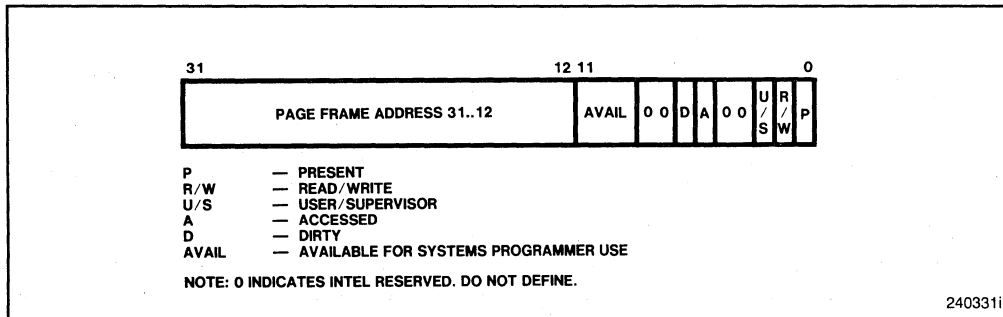 31 12 11 0
PAGE FRAME ADDRESS 31..12 AVAIL 0 0 D A 0 0 U/S R/W P
P — PRESENT
R/W — READ/WRITE
U/S — USER/SUPERVISOR
A — ACCESSED
D — DIRTY
AVAIL — AVAILABLE FOR SYSTEMS PROGRAMMER USE
NOTE: 0 INDICATES INTEL RESERVED. DO NOT DEFINE.
240331i